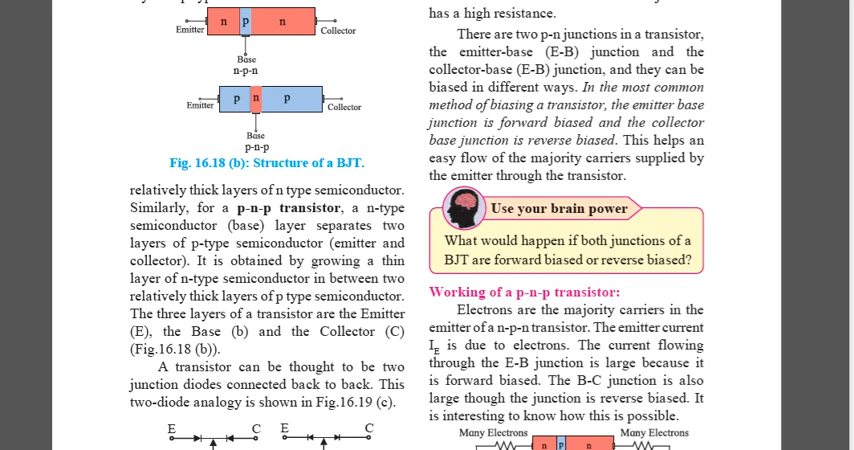 n p n
Emitter Collector
Base
n-p-n
p n p
Emitter Collector
Base
p-n-p
Fig. 16.18 (b): Structure of a BJT.
relatively thick layers of n type semiconductor.
Similarly, for a p-n-p transistor, a n-type
semiconductor (base) layer separates two
layers of p-type semiconductor (emitter and
collector). It is obtained by growing a thin
layer of n-type semiconductor in between two
relatively thick layers of p type semiconductor.
The three layers of a transistor are the Emitter
(E), the Base (b) and the Collector (C)
(Fig.16.18 (b)).
A transistor can be thought to be two
junction diodes connected back to back. This
two-diode analogy is shown in Fig.16.19 (c).
E C E C
has a high resistance.
There are two p-n junctions in a transistor,
the emitter-base (E-B) junction and the
collector-base (E-B) junction, and they can be
biased in different ways. In the most common
method of biasing a transistor, the emitter base
junction is forward biased and the collector
base junction is reverse biased. This helps an
easy flow of the majority carriers supplied by
the emitter through the transistor.
Use your brain power
What would happen if both junctions of a
BJT are forward biased or reverse biased?
Working of a p-n-p transistor:
Electrons are the majority carriers in the
emitter of a n-p-n transistor. The emitter current
I_E is due to electrons. The current flowing
through the E-B junction is large because it
is forward biased. The B-C junction is also
large though the junction is reverse biased. It
is interesting to know how this is possible.
Many Electrons Many Electrons
n p n